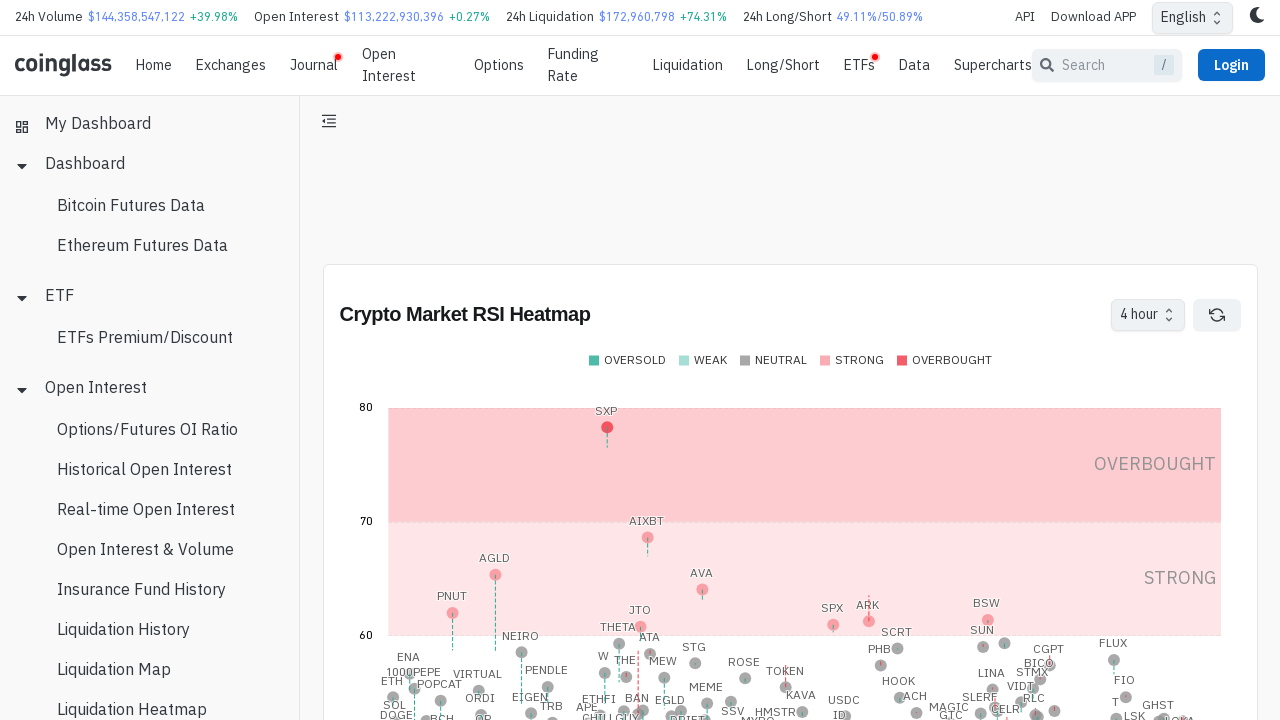 24h Volume $144,358,547,122 +39.98% Open Interest $113,222,930,396 +0.27% 24h Liquidation $172,960,798 +74.31% 24h Long/Short 49.11%/50.89% API Download APP English
coinglass Home Exchanges Journal Open Interest Options Funding Rate Liquidation Long/Short ETFs Data Supercharts Search / Login
My Dashboard
Dashboard
Bitcoin Futures Data
Ethereum Futures Data
ETF
ETFs Premium/Discount
Open Interest
Options/Futures OI Ratio
Historical Open Interest
Real-time Open Interest
Open Interest & Volume
Insurance Fund History
Liquidation History
Liquidation Map
Liquidation Heatmap
Crypto Market RSI Heatmap 4 hour
OVERSOLD WEAK NEUTRAL STRONG OVERBOUGHT
80
SXP
OVERBOUGHT
70 AIXBT
AGLD
AVA STRONG
PNUT
JTO SPX ARK BSW
60 NEIRO THETA ATA SCRT SUN
STG PHB CGPT FLUX
ENA W THE MEW ROSE BICO
1000PEPE VIRTUAL PENDLE TOKEN LINA STMX
ETH POPCAT HOOK FIO
MEME VIDT
ORDI EIGEN ETHFI BAN EGLD KAVA USDC ACH SLERF RLC T
SOL TRB APE SSV HMSTR MAGIC CELR GHST
DOGE BCH ID GTC LSK